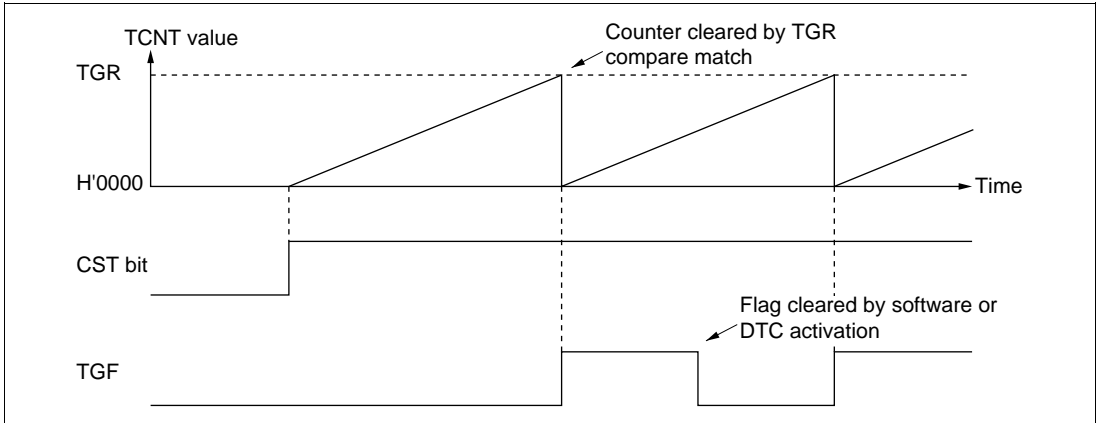 TCNT value
Counter cleared by TGR
compare match
TGR
H'0000
Time
CST bit
Flag cleared by software or
DTC activation
TGF